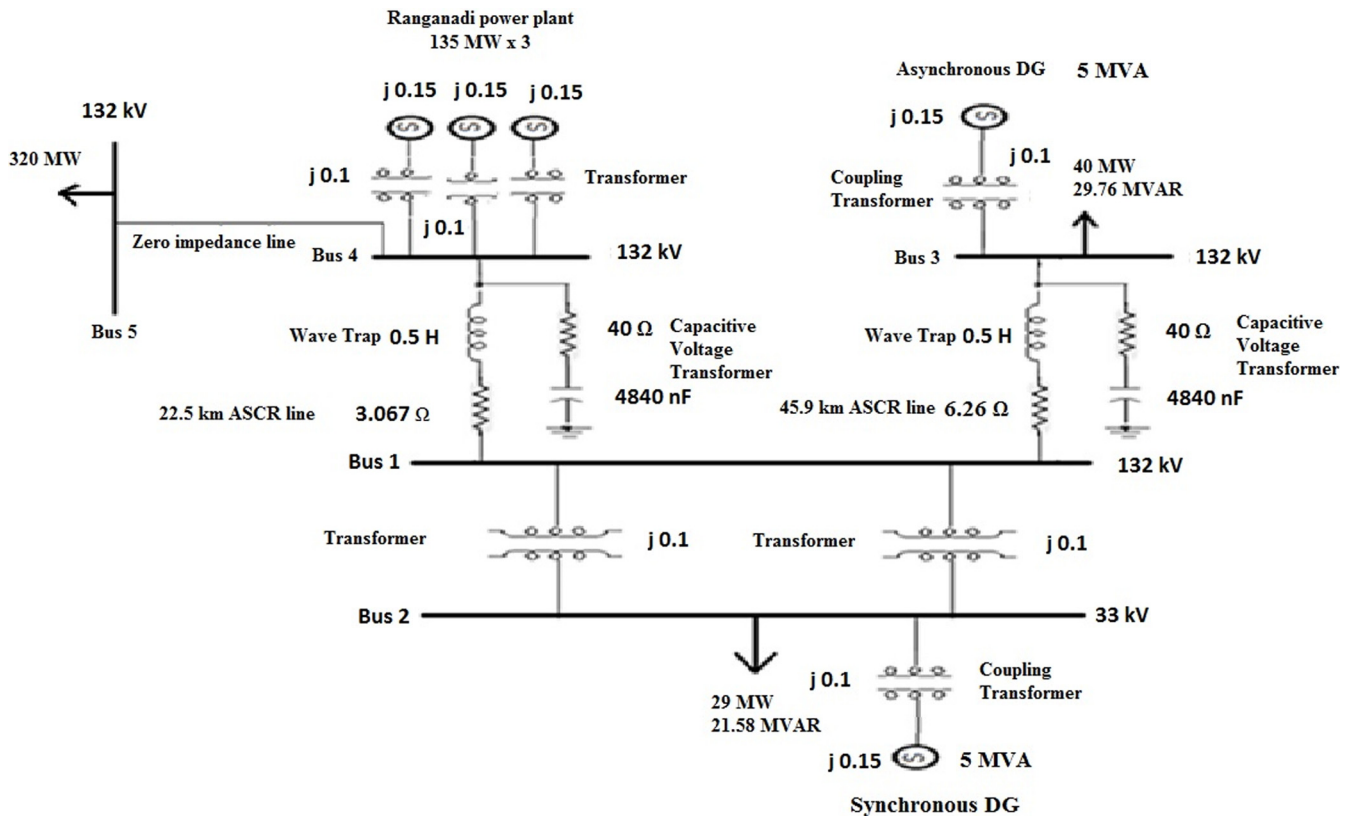 Ranganadi power plant
135 MW x 3
Asynchronous DG 5 MVA
j 0.15 j 0.15 j 0.15
132 kV
j 0.15
S S S
S
320 MW
j 0.1
Transformer
j 0.1
Coupling
Transformer
j 0.1
40 MW
29.76 MVAR
Zero impedance line
Bus 4
132 kV
Bus 3
132 kV
Bus 5
Wave Trap 0.5 H
40 Ω
Capacitive
Voltage
Transformer
4840 nF
22.5 km ASCR line 3.067 Ω
Wave Trap 0.5 H
40 Ω
Capacitive
Voltage
Transformer
4840 nF
45.9 km ASCR line 6.26 Ω
Bus 1
132 kV
Transformer
j 0.1
Transformer
j 0.1
Bus 2
33 kV
29 MW
21.58 MVAR
j 0.1
Coupling
Transformer
j 0.15
S
5 MVA
Synchronous DG